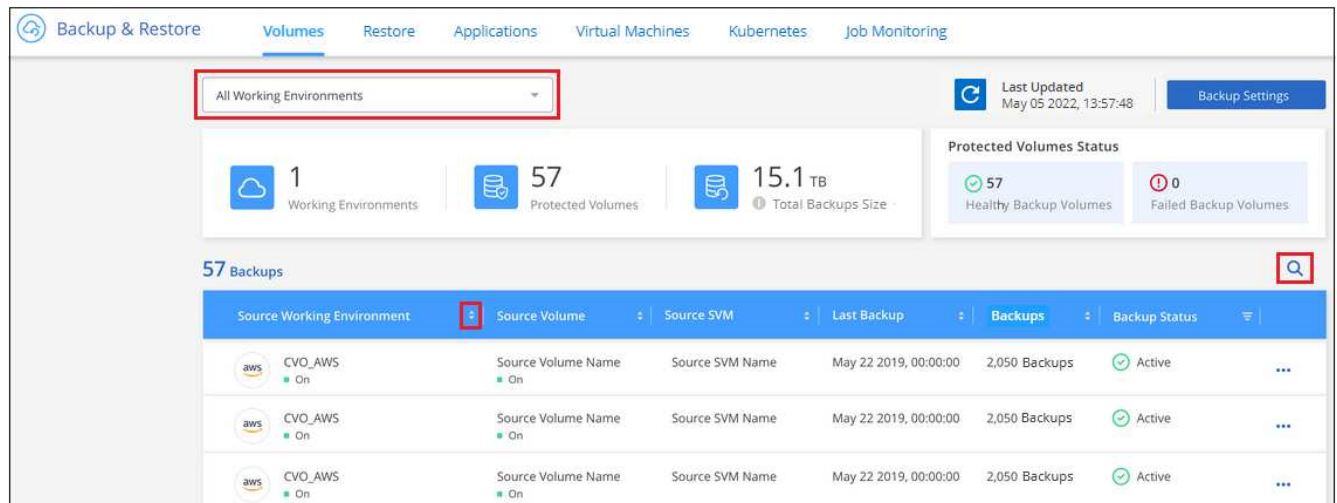 Backup & Restore Volumes Restore Applications Virtual Machines Kubernetes Job Monitoring
All Working Environments
Last Updated
May 05 2022, 13:57:48
Backup Settings
1
Working Environments
57
Protected Volumes
15.1 TB
Total Backups Size
Protected Volumes Status
57
Healthy Backup Volumes
0
Failed Backup Volumes
57 Backups
Source Working Environment Source Volume Source SVM Last Backup Backups Backup Status
aws CVO_AWS Source Volume Name Source SVM Name May 22 2019, 00:00:00 2,050 Backups Active
On On
aws CVO_AWS Source Volume Name Source SVM Name May 22 2019, 00:00:00 2,050 Backups Active
On On
aws CVO_AWS Source Volume Name Source SVM Name May 22 2019, 00:00:00 2,050 Backups Active
On On